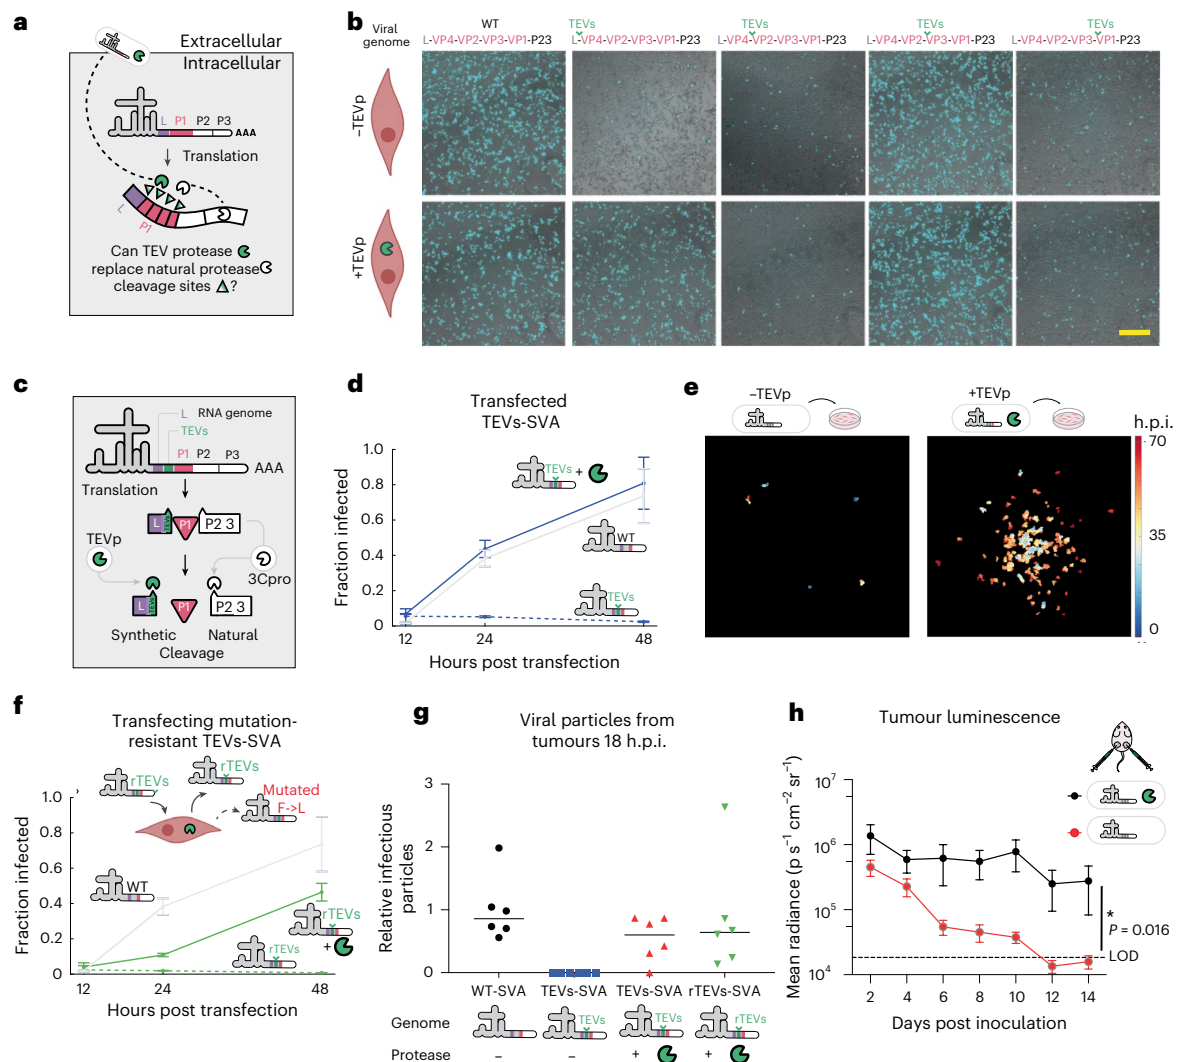 a
Extracellular
Intracellular
L P1 P2 P3
AAA
Translation
L
P1
Can TEV protease
replace natural protease
cleavage sites ?
b
Viral
genome
WT
L-VP4-VP2-VP3-VP1-P23
TEVs
L-VP4-VP2-VP3-VP1-P23
TEVs
L-VP4-VP2-VP3-VP1-P23
TEVs
L-VP4-VP2-VP3-VP1-P23
TEVs
L-VP4-VP2-VP3-VP1-P23
–TEVp
+TEVp
c
L RNA genome
TEVs
P1 P2 P3
AAA
Translation
L TEVs P1 P2 3
TEVp
3Cpro
L TEVs P1 P2 3
Synthetic Natural
Cleavage
d
Transfected
TEVs-SVA
Fraction infected
1.0
0.8
0.6
0.4
0.2
0
TEVs +
WT
TEVs
12 24 48
Hours post transfection
e
–TEVp
+TEVp
h.p.i.
70
35
0
f
Transfecting mutation-
resistant TEVs-SVA
rTEVs
rTEVs
Mutated
F->L
Fraction infected
1.0
0.8
0.6
0.4
0.2
0
WT
rTEVs
+
rTEVs
12 24 48
Hours post transfection
g
Viral particles from
tumours 18 h.p.i.
Relative infectious
particles
3
2
1
0
WT-SVA TEVs-SVA TEVs-SVA rTEVs-SVA
Genome
TEVs TEVs rTEVs
Protease – – + +
h
Tumour luminescence
Mean radiance (p s−1 cm−2 sr−1)
10⁷
10⁶
10⁵
10⁴
*
P = 0.016
LOD
2 4 6 8 10 12 14
Days post inoculation